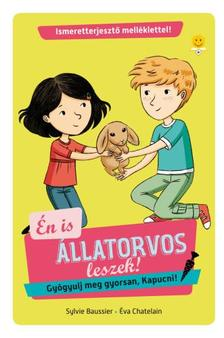 Ismeretterjesztő melléklettel!
Én is
ÁLLATORVOS
leszek!
Gyógyulj meg gyorsan, Kapucni!
Sylvie Baussier - Éva Chatelain